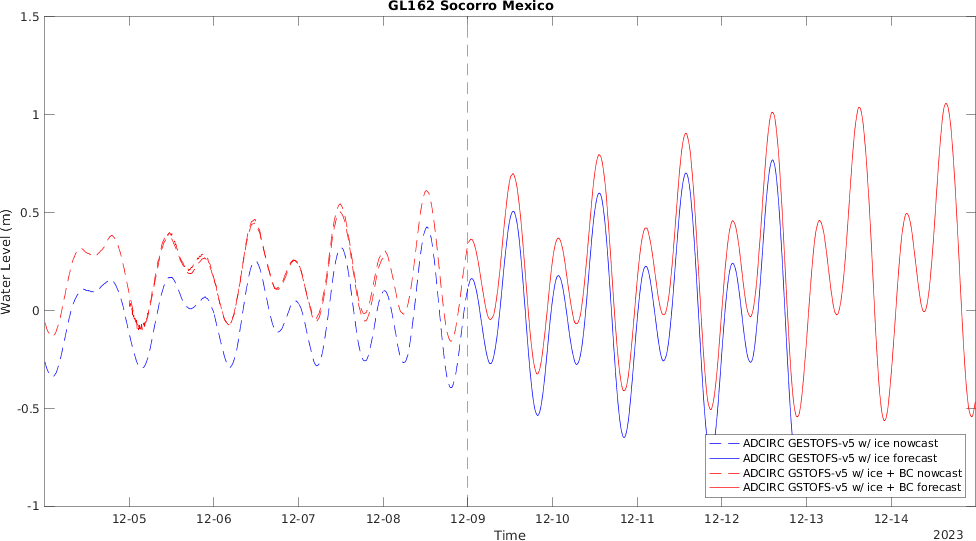 GL162 Socorro Mexico
1.5
1
0.5
0
-0.5
-1
Water Level (m)
12-05 12-06 12-07 12-08 12-09 12-10 12-11 12-12 12-13 12-14
Time
2023
ADCIRC GESTOFS-v5 w/ ice nowcast
ADCIRC GESTOFS-v5 w/ ice forecast
ADCIRC GSTOFS-v5 w/ ice + BC nowcast
ADCIRC GSTOFS-v5 w/ ice + BC forecast